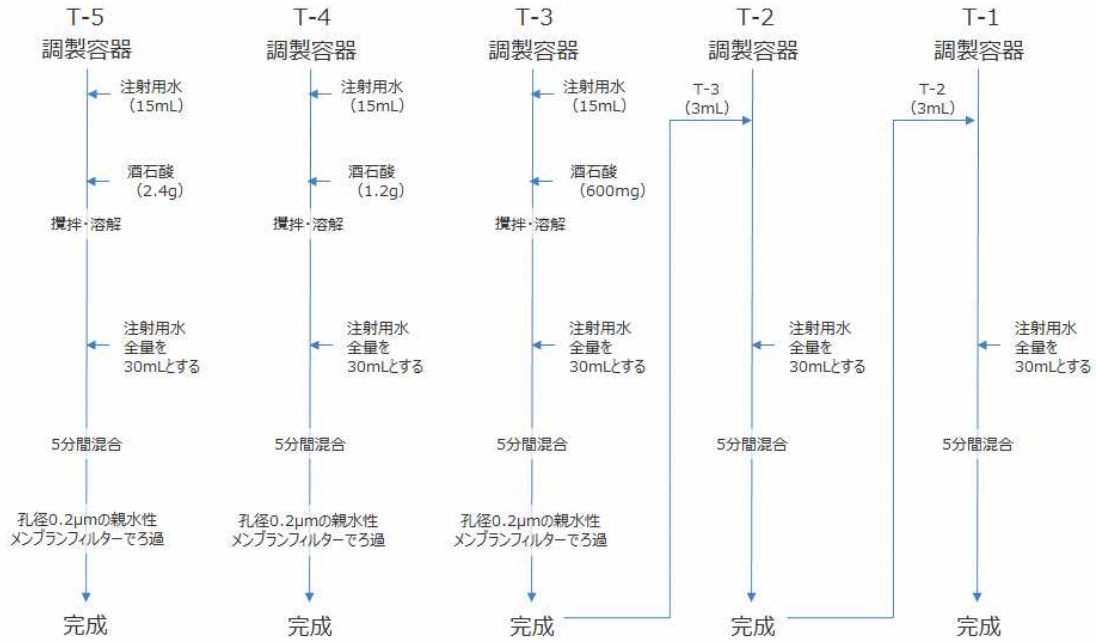 T-5
調製容器
注射用水
（15mL）
酒石酸
（2.4g）
攪拌・溶解
注射用水
全量を
30mLとする
5分間混合
孔径0.2μmの親水性
メンブランフィルターでろ過
完成
T-4
調製容器
注射用水
（15mL）
酒石酸
（1.2g）
攪拌・溶解
注射用水
全量を
30mLとする
5分間混合
孔径0.2μmの親水性
メンブランフィルターでろ過
完成
T-3
調製容器
注射用水
（15mL）
酒石酸
（600mg）
攪拌・溶解
注射用水
全量を
30mLとする
5分間混合
孔径0.2μmの親水性
メンブランフィルターでろ過
完成
T-2
調製容器
T-3
（3mL）
注射用水
全量を
30mLとする
5分間混合
完成
T-1
調製容器
T-2
（3mL）
注射用水
全量を
30mLとする
5分間混合
完成